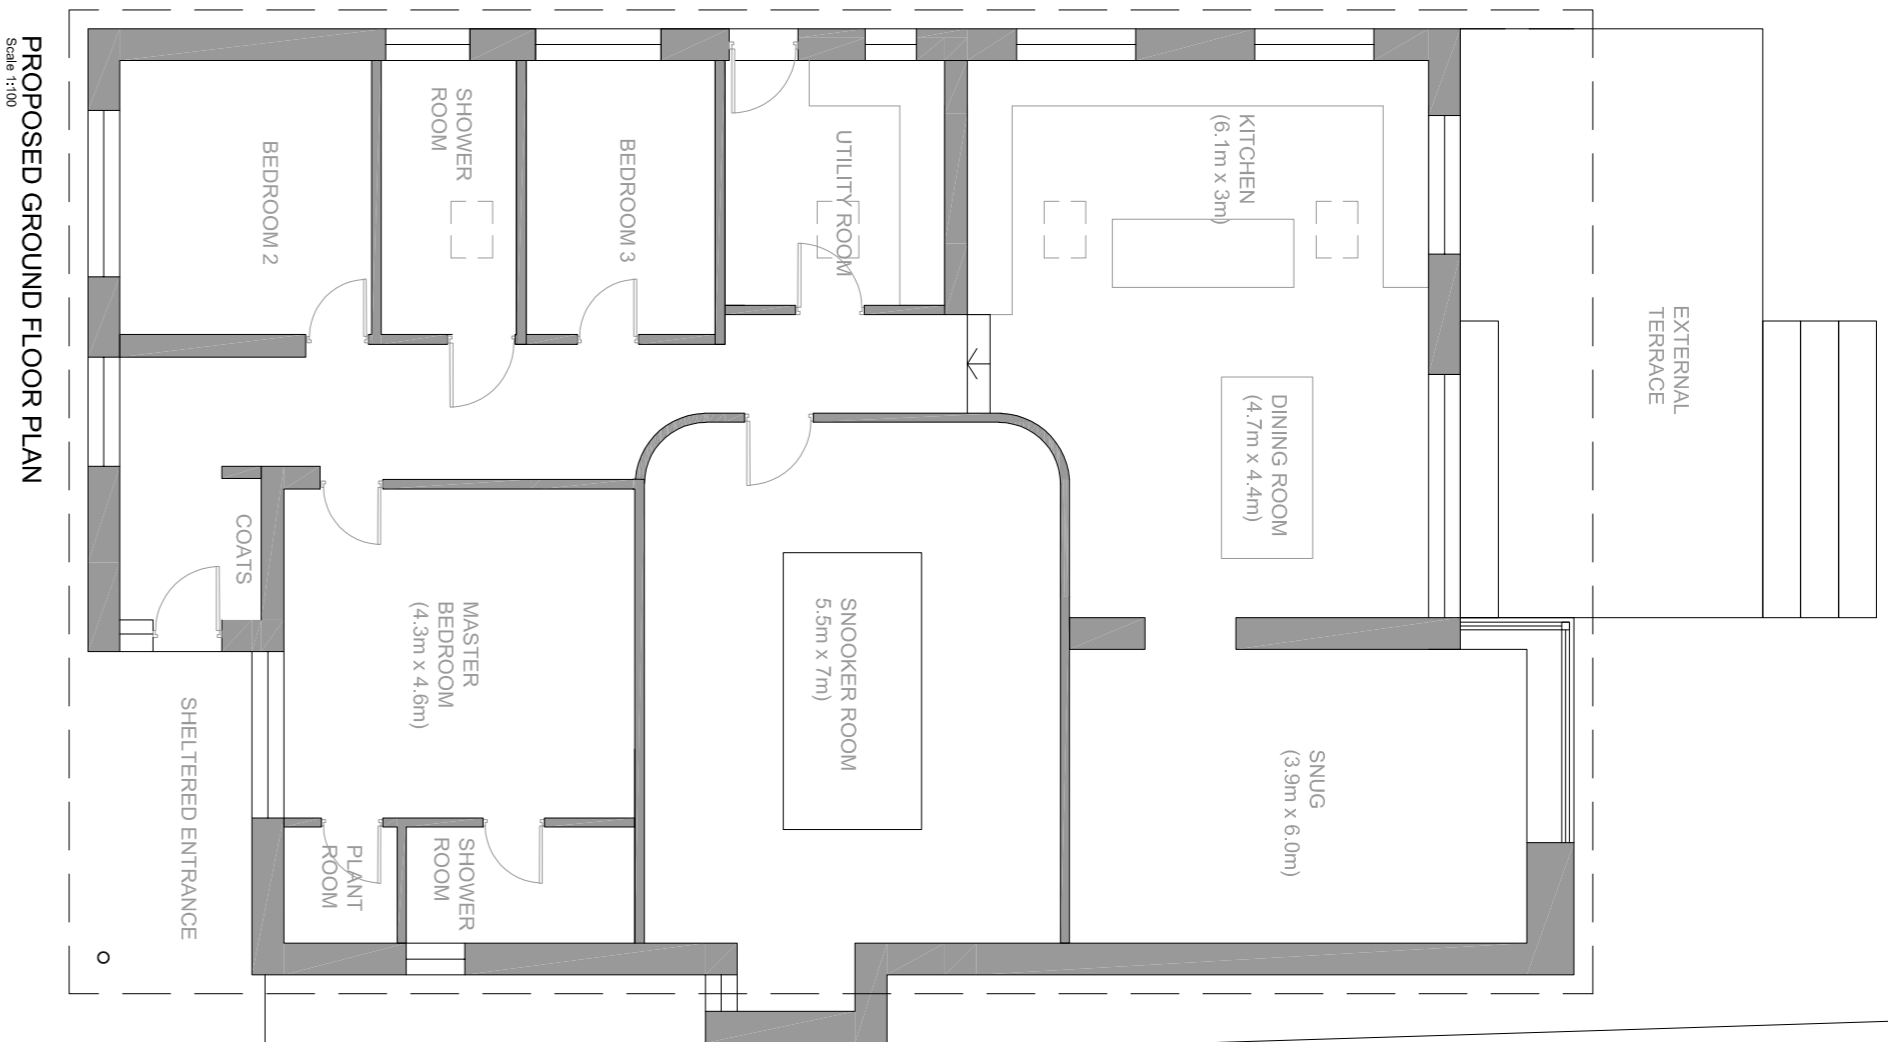 PROPOSED GROUND FLOOR PLAN
Scale 1:100
BEDROOM 2
SHOWER
ROOM
BEDROOM 3
UTILITY ROOM
KITCHEN
(6.1m x 3m)
DINING ROOM
(4.7m x 4.4m)
EXTERNAL
TERRACE
COATS
MASTER
BEDROOM
(4.3m x 4.6m)
SNOOKER ROOM
5.5m x 7m)
SNUG
(3.9m x 6.0m)
SHELTERED ENTRANCE
PLANT
ROOM
SHOWER
ROOM